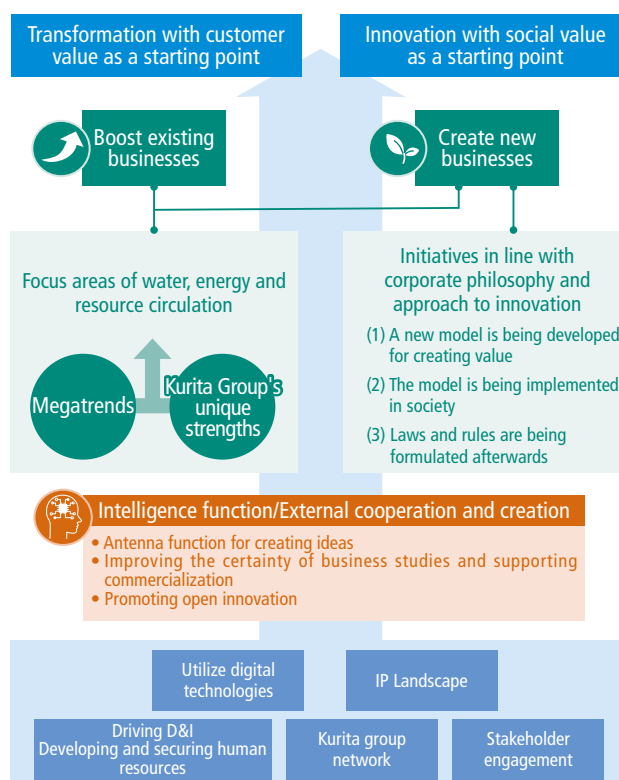 Transformation with customer
value as a starting point
Innovation with social value
as a starting point
Boost existing
businesses
Create new
businesses
Focus areas of water, energy and
resource circulation
Megatrends
Kurita Group's
unique
strengths
Initiatives in line with
corporate philosophy and
approach to innovation
(1) A new model is being developed
for creating value
(2) The model is being implemented
in society
(3) Laws and rules are being
formulated afterwards
Intelligence function/External cooperation and creation
• Antenna function for creating ideas
• Improving the certainty of business studies and supporting
commercialization
• Promoting open innovation
Utilize digital
technologies
IP Landscape
Driving D&I
Developing and securing human
resources
Kurita group
network
Stakeholder
engagement